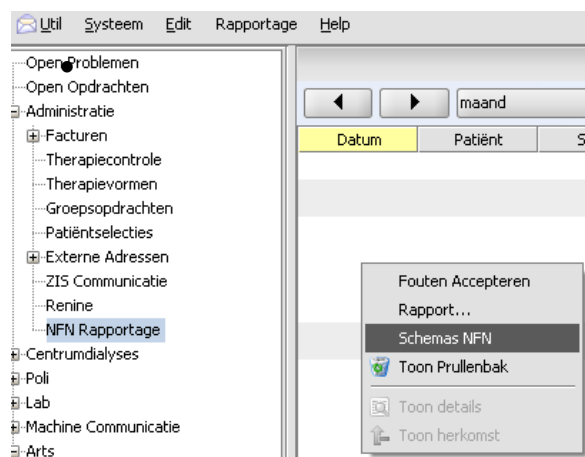 Util Systeem Edit Rapportage Help
Open Problemen
Open Opdrachten
Administratie
Facturen
Therapiecontrole
Therapievormen
Groepsopdrachten
Patiëntselecties
Externe Adressen
ZIS Communicatie
Renine
NFN Rapportage
Centrumdialyses
Poli
Lab
Machine Communicatie
Arts
maand
Datum Patiënt S
Fouten Accepteren
Rapport...
Schemas NFN
Toon Prullenbak
Toon details
Toon herkomst